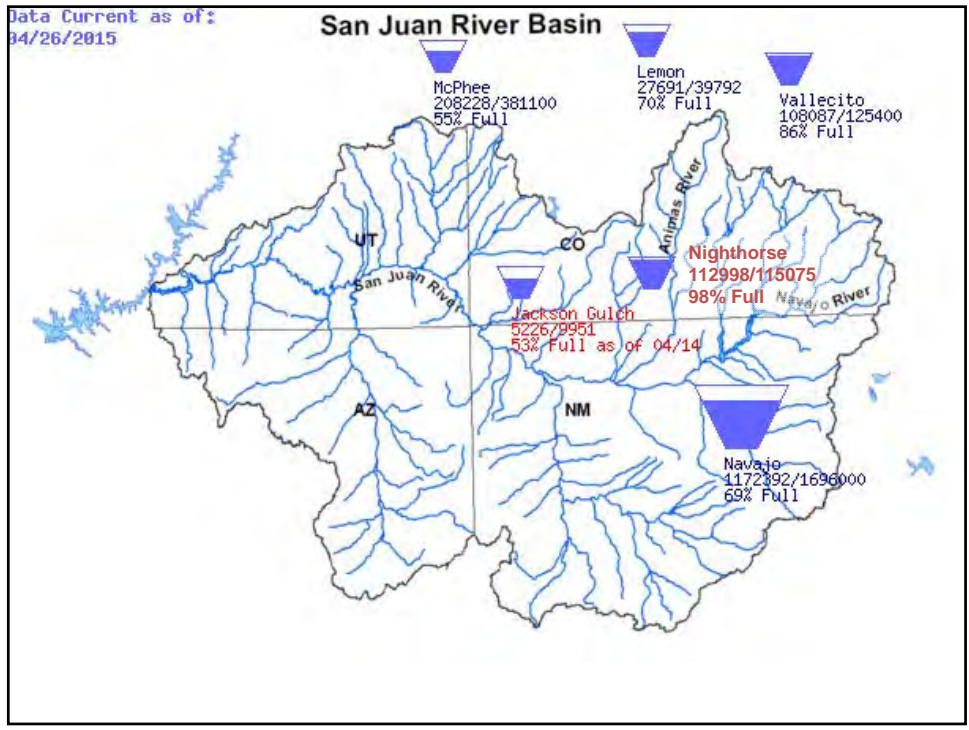 Data Current as of:
04/26/2015
San Juan River Basin
McPhee
208228/381100
55% Full
Lemon
27691/39792
70% Full
Vallecito
108087/125400
86% Full
Animas River
UT
CO
San Juan River
Nighthorse
112998/115075
98% Full
Navajo River
Jackson Gulch
5226/9951
53% Full as of 04/14
AZ
NM
Navajo
1172392/1696000
69% Full